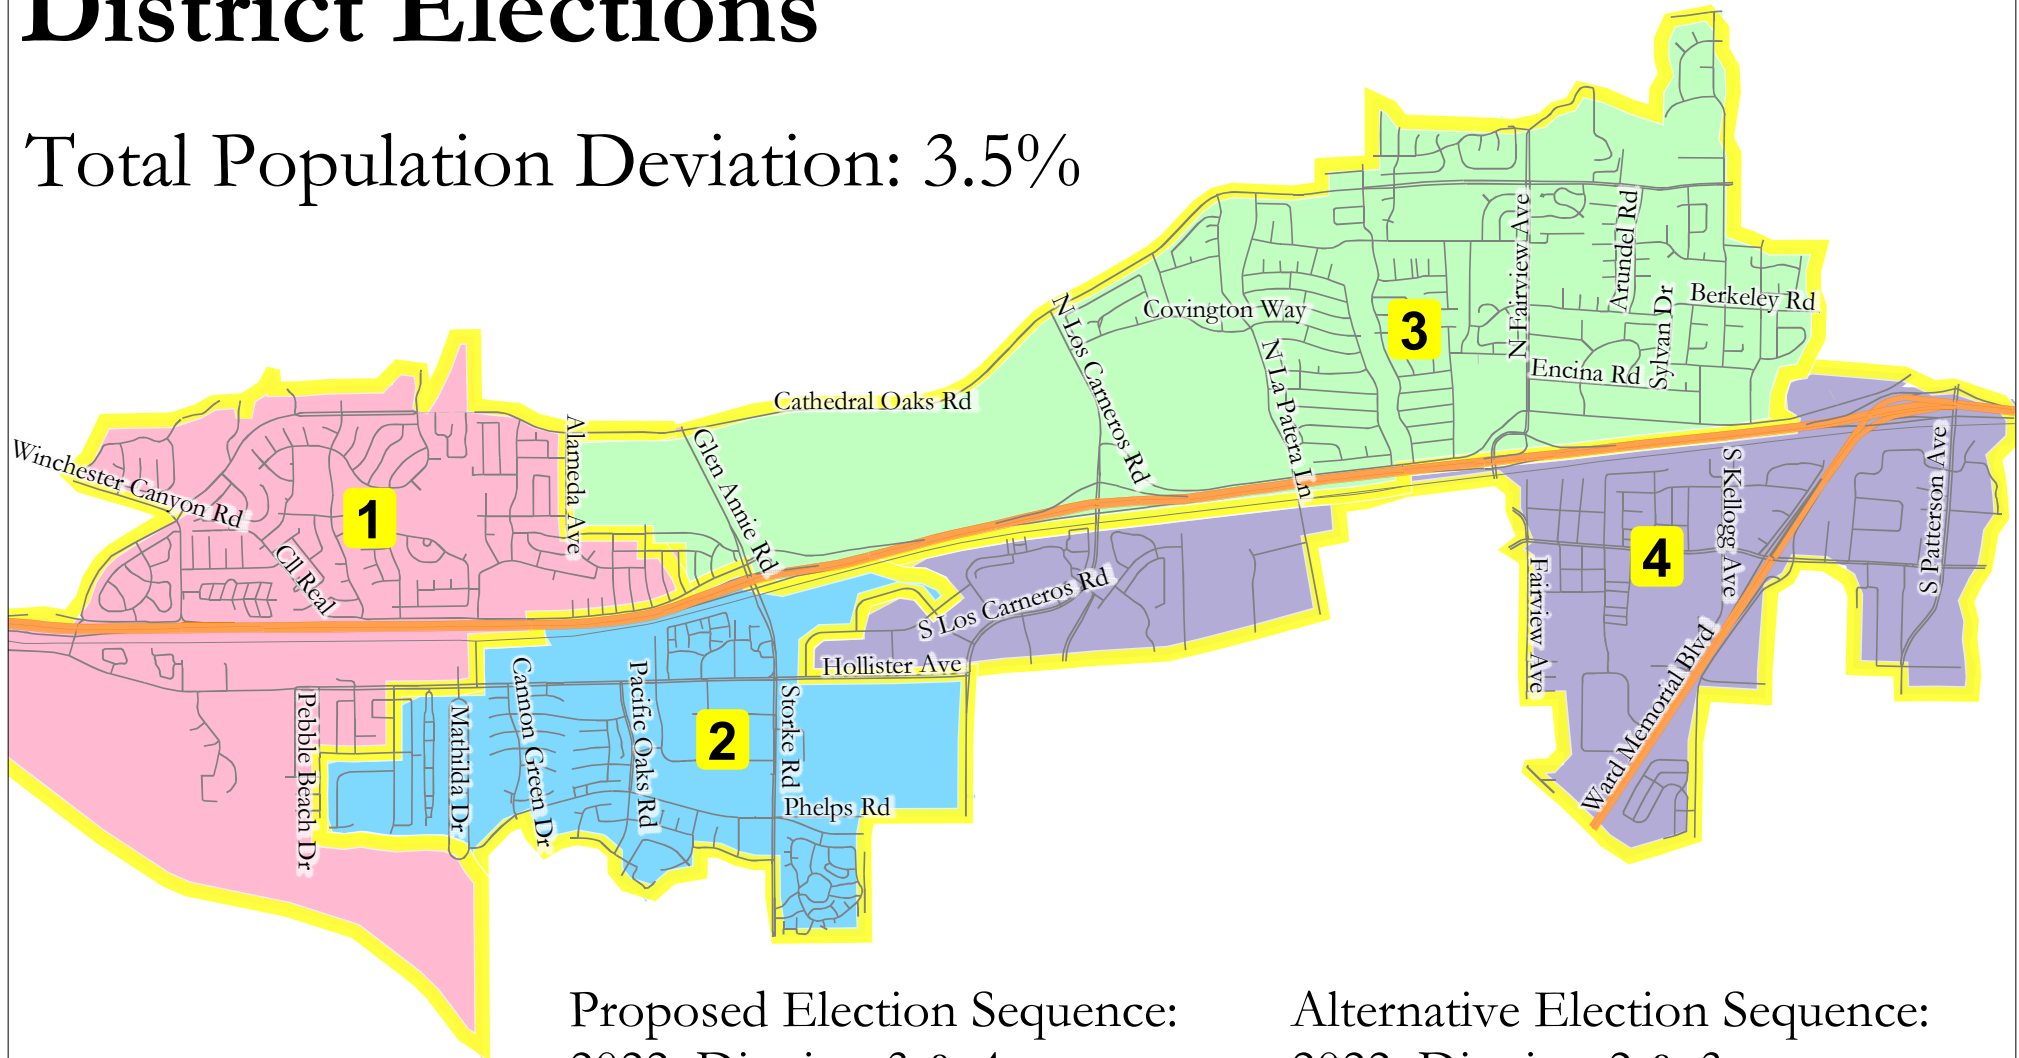 District Elections
Total Population Deviation: 3.5%
N Fairview Ave
Arundel Rd
Berkeley Rd
Sylvan Dr
Covington Way
3
N Los Carneros Rd
N La Patera Ln
Encina Rd
Cathedral Oaks Rd
Winchester Canyon Rd
Alameda Ave
Glen Annie Rd
1
Cll Real
S Kellogg Ave
S Patterson Ave
4
Fairview Ave
S Los Carneros Rd
Hollister Ave
Ward Memorial Blvd
Pebble Beach Dr
Mathilda Dr
Cannon Green Dr
Pacific Oaks Rd
2
Storke Rd
Phelps Rd
Proposed Election Sequence:
Alternative Election Sequence: